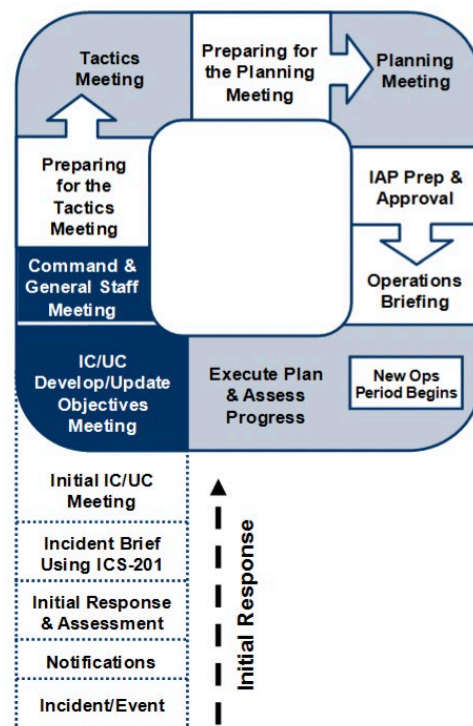 Tactics
Meeting
Preparing for
the Planning
Meeting
Planning
Meeting
Preparing
for the
Tactics
Meeting
IAP Prep &
Approval
Command &
General Staff
Meeting
Operations
Briefing
IC/UC
Develop/Update
Objectives
Meeting
Execute Plan
& Assess
Progress
New Ops
Period Begins
Initial IC/UC
Meeting
Incident Brief
Using ICS-201
Initial Response
& Assessment
Notifications
Incident/Event
Initial Response